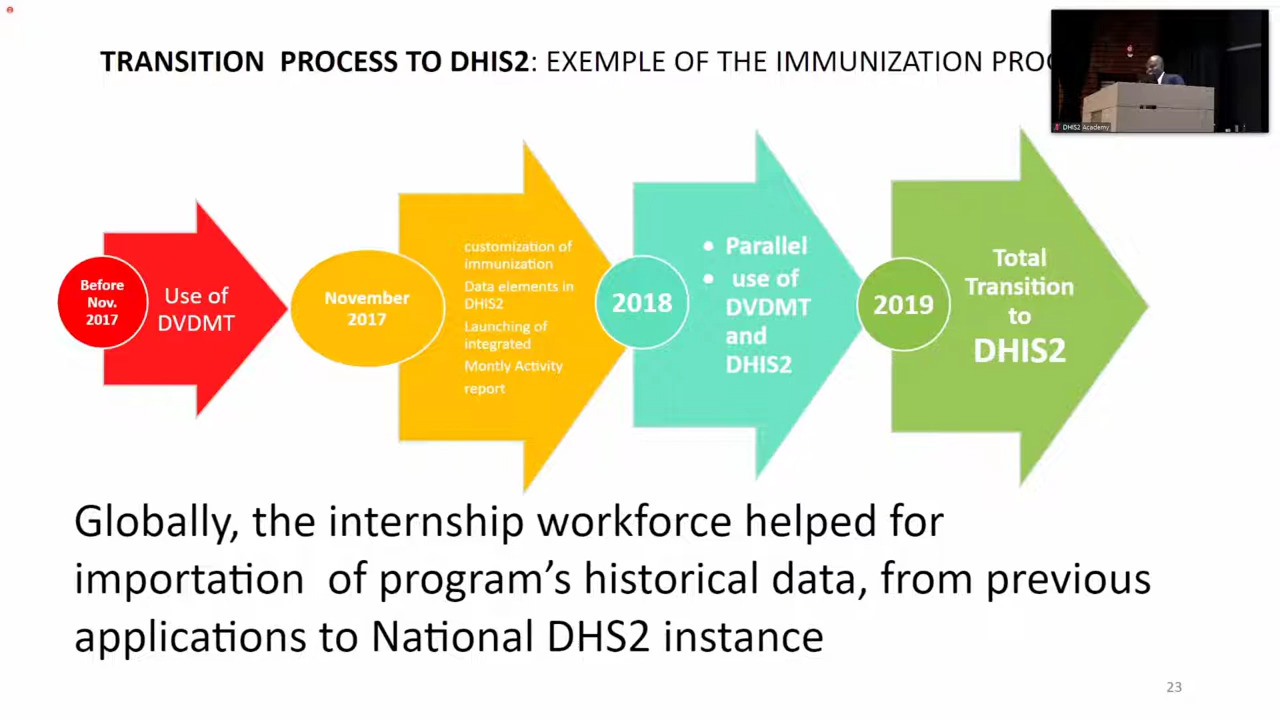 TRANSITION PROCESS TO DHIS2: EXEMPLE OF THE IMMUNIZATION
DHIS2 Academy
Before
Nov.
2017
Use of
DVDMT
November
2017
customization of
immunization
Data elements in
DHIS2
Launching of
integrated
Montly Activity
report
2018
• Parallel
• use of
DVDMT
and
DHIS2
2019
Total
Transition
to
DHIS2
Globally, the internship workforce helped for
importation of program’s historical data, from previous
applications to National DHS2 instance
23